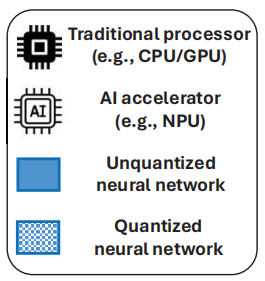 Traditional processor
(e.g., CPU/GPU)
AI
AI accelerator
(e.g., NPU)
Unquantized
neural network
Quantized
neural network